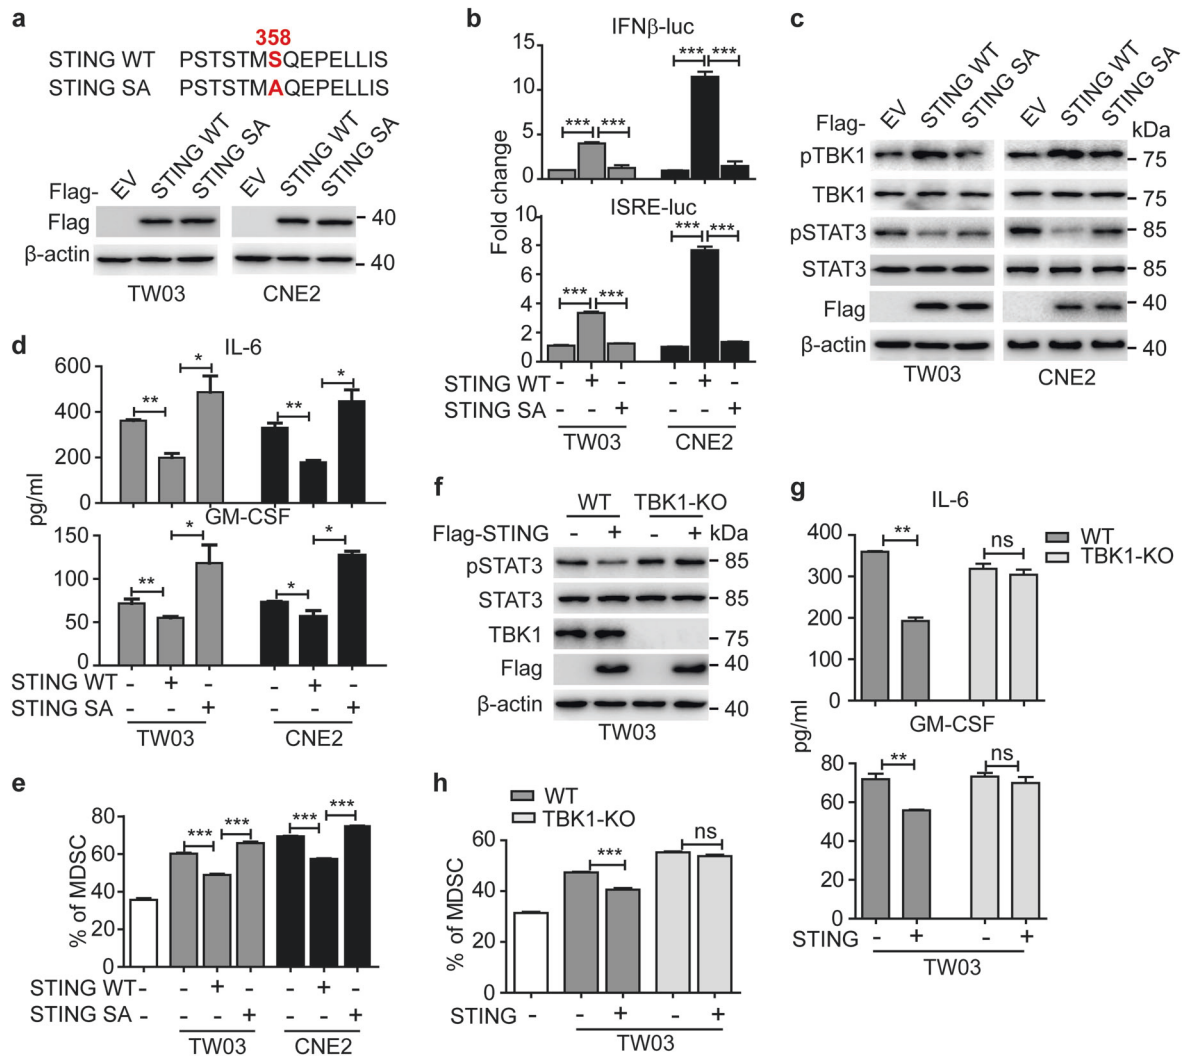 a
358
STING WT PSTSTMSQEPELLIS
STING SA PSTSTMAQEPELLIS
Flag- EV STING WT STING SA EV STING WT STING SA
Flag 40
β-actin 40
TW03 CNE2
b
IFNβ-luc
15
10
5
0
*** *** *** ***
Fold change
ISRE-luc
10
8
6
4
2
0
*** *** *** ***
STING WT - + - - + -
STING SA - - + - - +
TW03 CNE2
c
Flag- EV STING WT STING SA EV STING WT STING SA kDa
pTBK1 75
TBK1 75
pSTAT3 85
STAT3 85
Flag 40
β-actin 40
TW03 CNE2
d
IL-6
600
400
200
0
** * ** *
pg/ml
GM-CSF
150
100
50
0
** * * *
STING WT - + - - + -
STING SA - - + - - +
TW03 CNE2
e
% of MDSC
80
60
40
20
0
*** *** *** ***
STING WT - - + - - + -
STING SA - - - + - - +
TW03 CNE2
f
WT TBK1-KO
Flag-STING - + - + kDa
pSTAT3 85
STAT3 85
TBK1 75
Flag 40
β-actin 40
TW03
g
IL-6
WT
TBK1-KO
400
300
200
100
0
** ns
pg/ml
GM-CSF
80
60
40
20
0
** ns
STING - + - +
TW03
h
WT
TBK1-KO
% of MDSC
60
40
20
0
*** ns
STING - - + - +
TW03